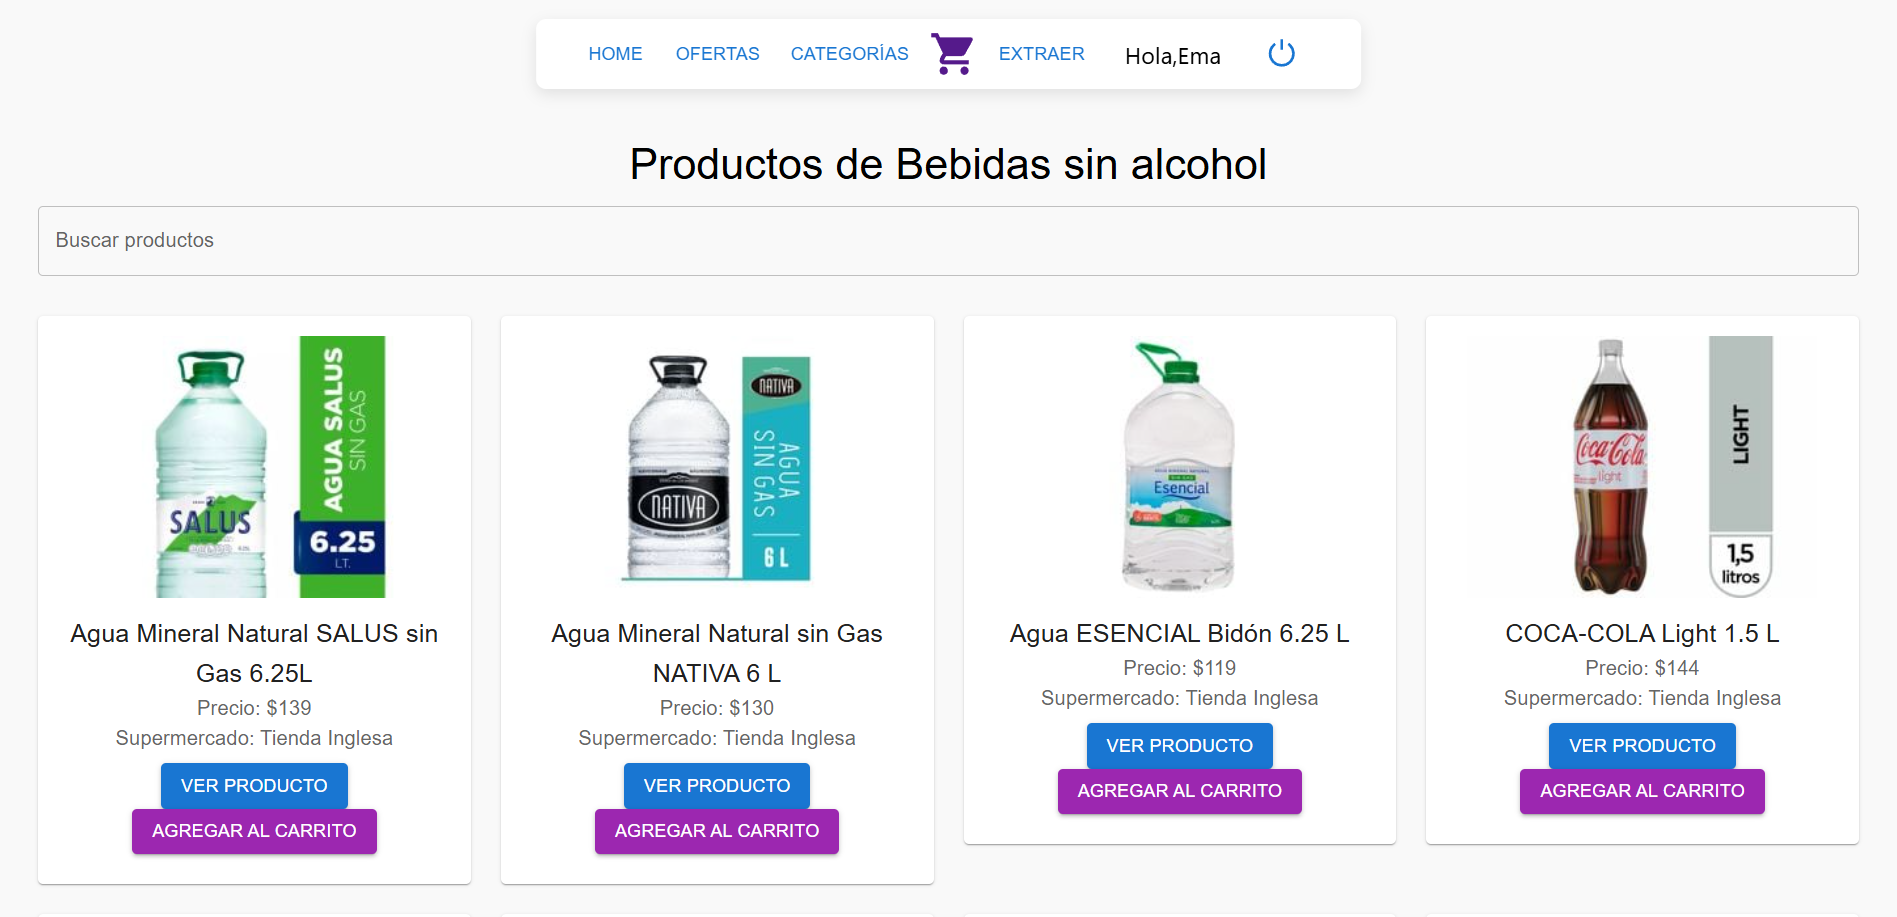 HOME OFERTAS CATEGORÍAS EXTRAER Hola,Ema
Productos de Bebidas sin alcohol
Buscar productos
AGUA SALUS
SIN GAS
6.25
LT.
SALUS
Agua Mineral Natural SALUS sin
Gas 6.25L
Precio: $139
Supermercado: Tienda Inglesa
VER PRODUCTO
AGREGAR AL CARRITO
NATIVA
AGUA
SIN GAS
6 L
NATIVA
Agua Mineral Natural sin Gas
NATIVA 6 L
Precio: $130
Supermercado: Tienda Inglesa
VER PRODUCTO
AGREGAR AL CARRITO
AGUA MINERAL NATURAL
SIN GAS
Esencial
Agua ESENCIAL Bidón 6.25 L
Precio: $119
Supermercado: Tienda Inglesa
VER PRODUCTO
AGREGAR AL CARRITO
Coca-Cola
light
LIGHT
1,5
litros
COCA-COLA Light 1.5 L
Precio: $144
Supermercado: Tienda Inglesa
VER PRODUCTO
AGREGAR AL CARRITO